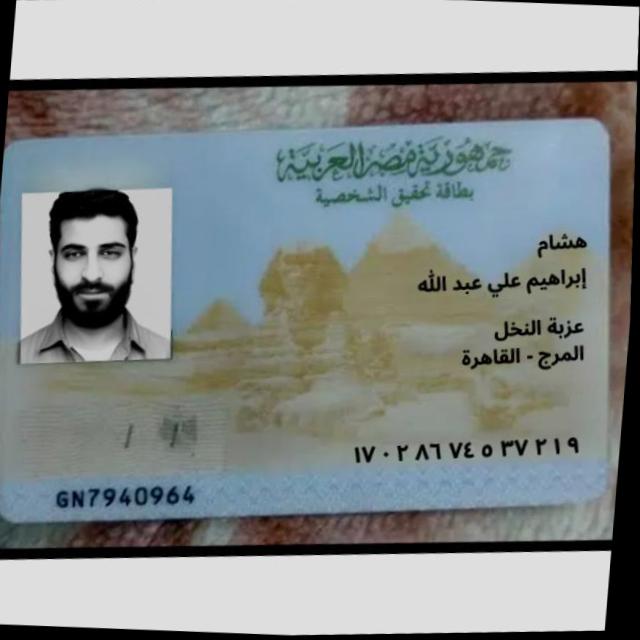 جمهورية مصر العربية
بطاقة تحقيق الشخصية
هشام
إبراهيم علي عبد الله
عزبة النخل
المرج - القاهرة
١٧٠٢٨٦٧٤٥٣٧٢١٩
GN7940964